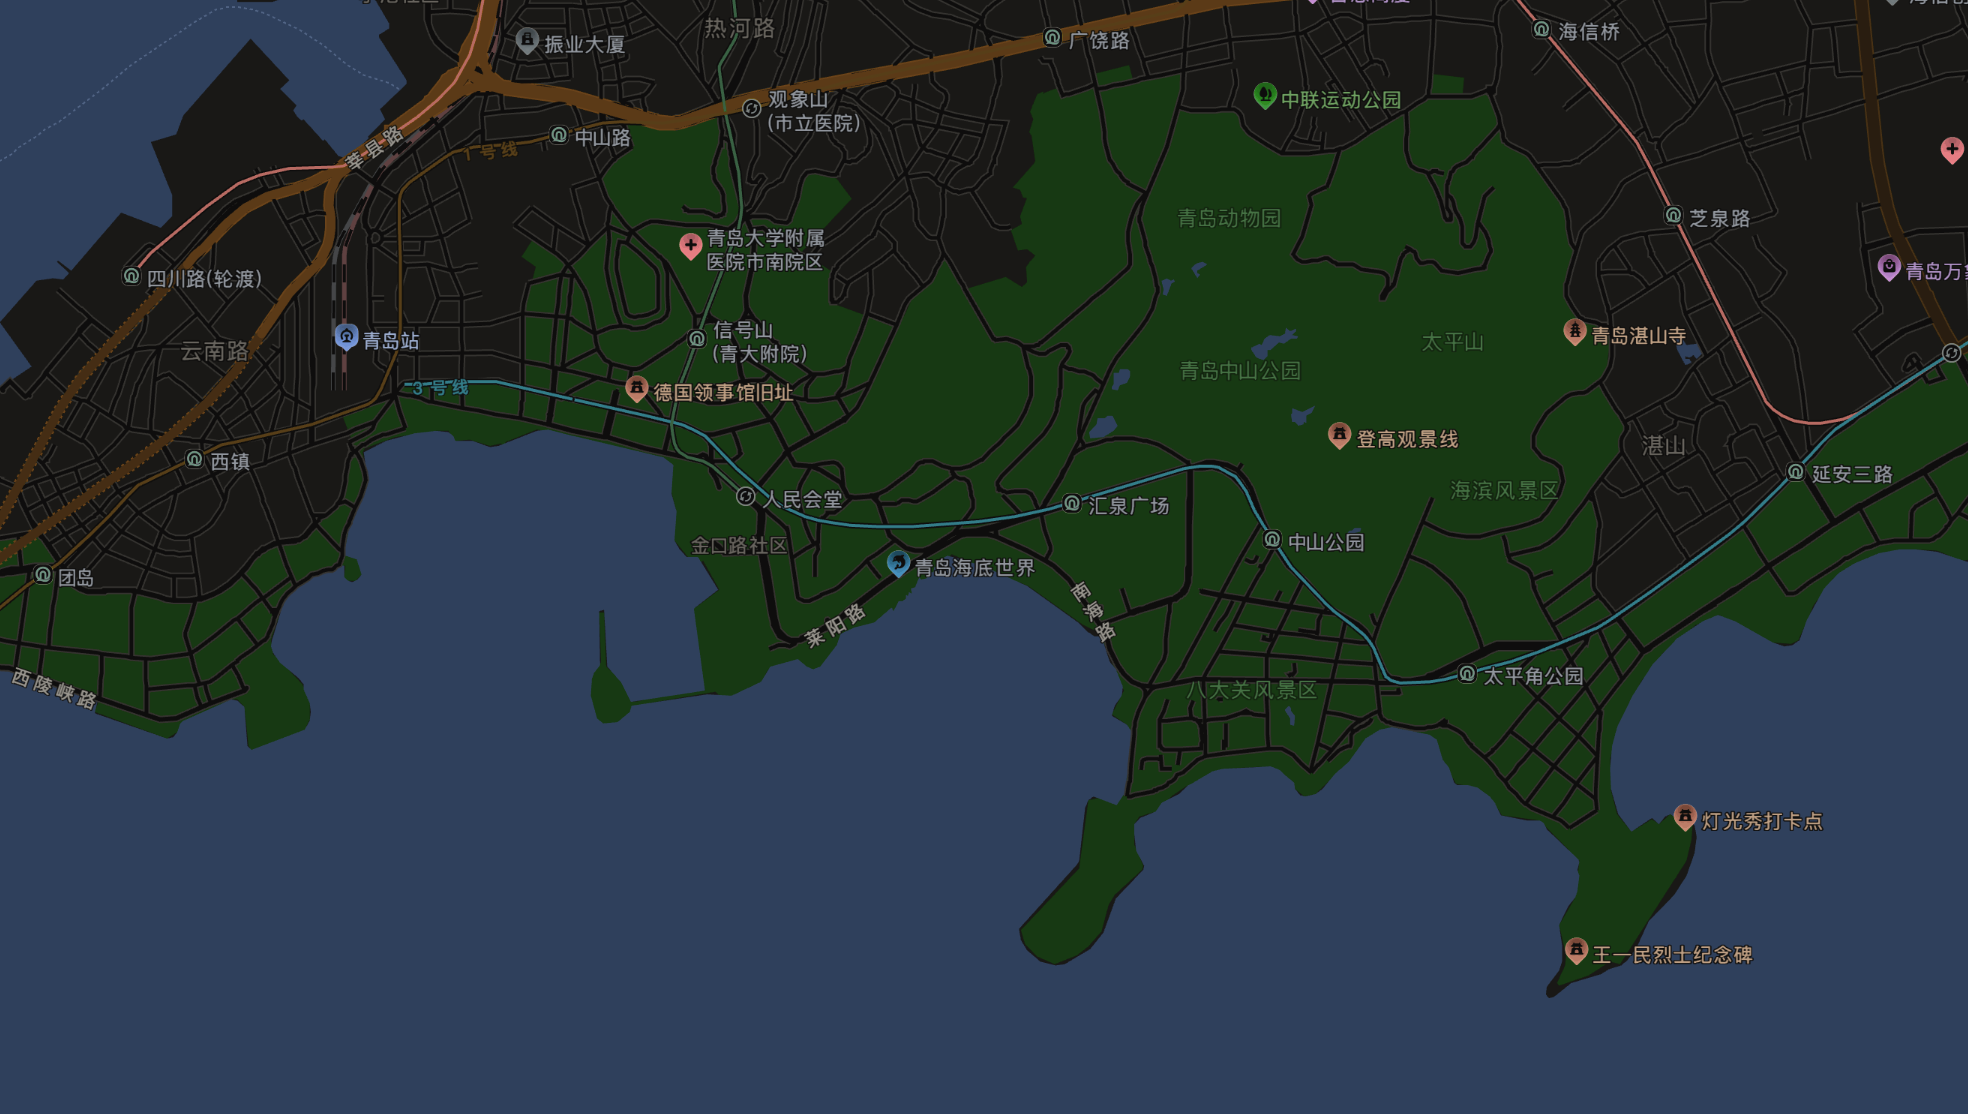 热河路
振业大厦
广饶路
海信桥
观象山
(市立医院)
中联运动公园
莘县路
1号线
中山路
青岛动物园
芝泉路
青岛大学附属
医院市南院区
四川路(轮渡)
青岛万
云南路
青岛站
信号山
(青大附院)
太平山
青岛湛山寺
青岛中山公园
3号线
德国领事馆旧址
登高观景线
湛山
西镇
延安三路
海滨风景区
人民会堂
汇泉广场
金口路社区
中山公园
青岛海底世界
团岛
南海路
莱阳路
西陵峡路
八大关风景区
太平角公园
灯光秀打卡点
王一民烈士纪念碑